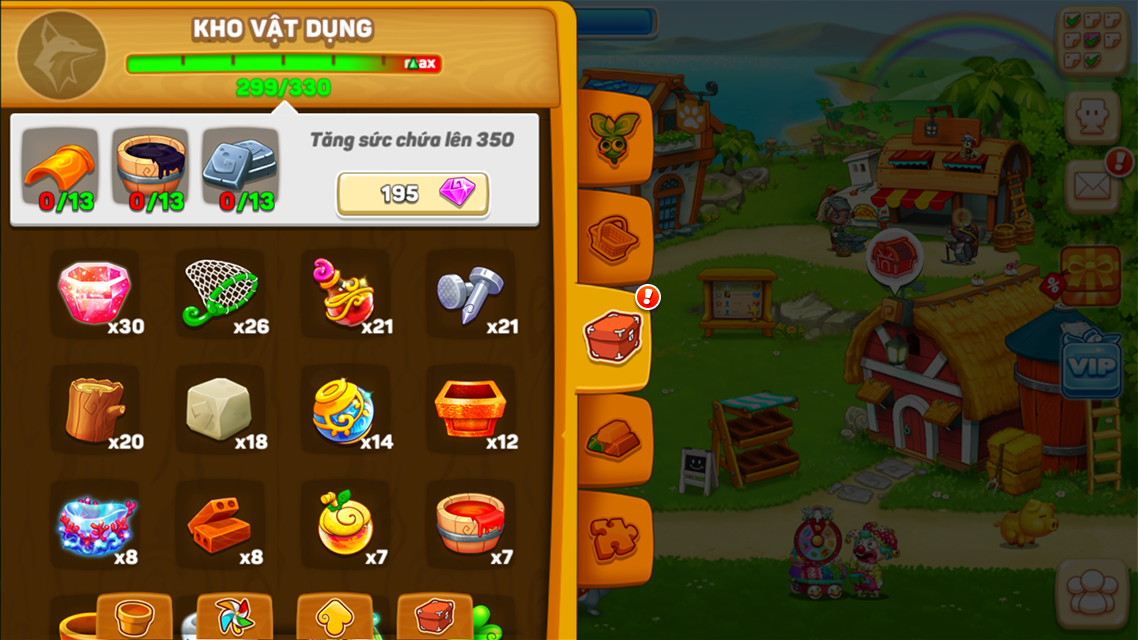 KHO VẬT DỤNG
max
299/330
Tăng sức chứa lên 350
0/13
0/13
0/13
195
x30
x26
x21
x21
x20
x18
x14
x12
x8
x8
x7
x7
!
!
%
VIP